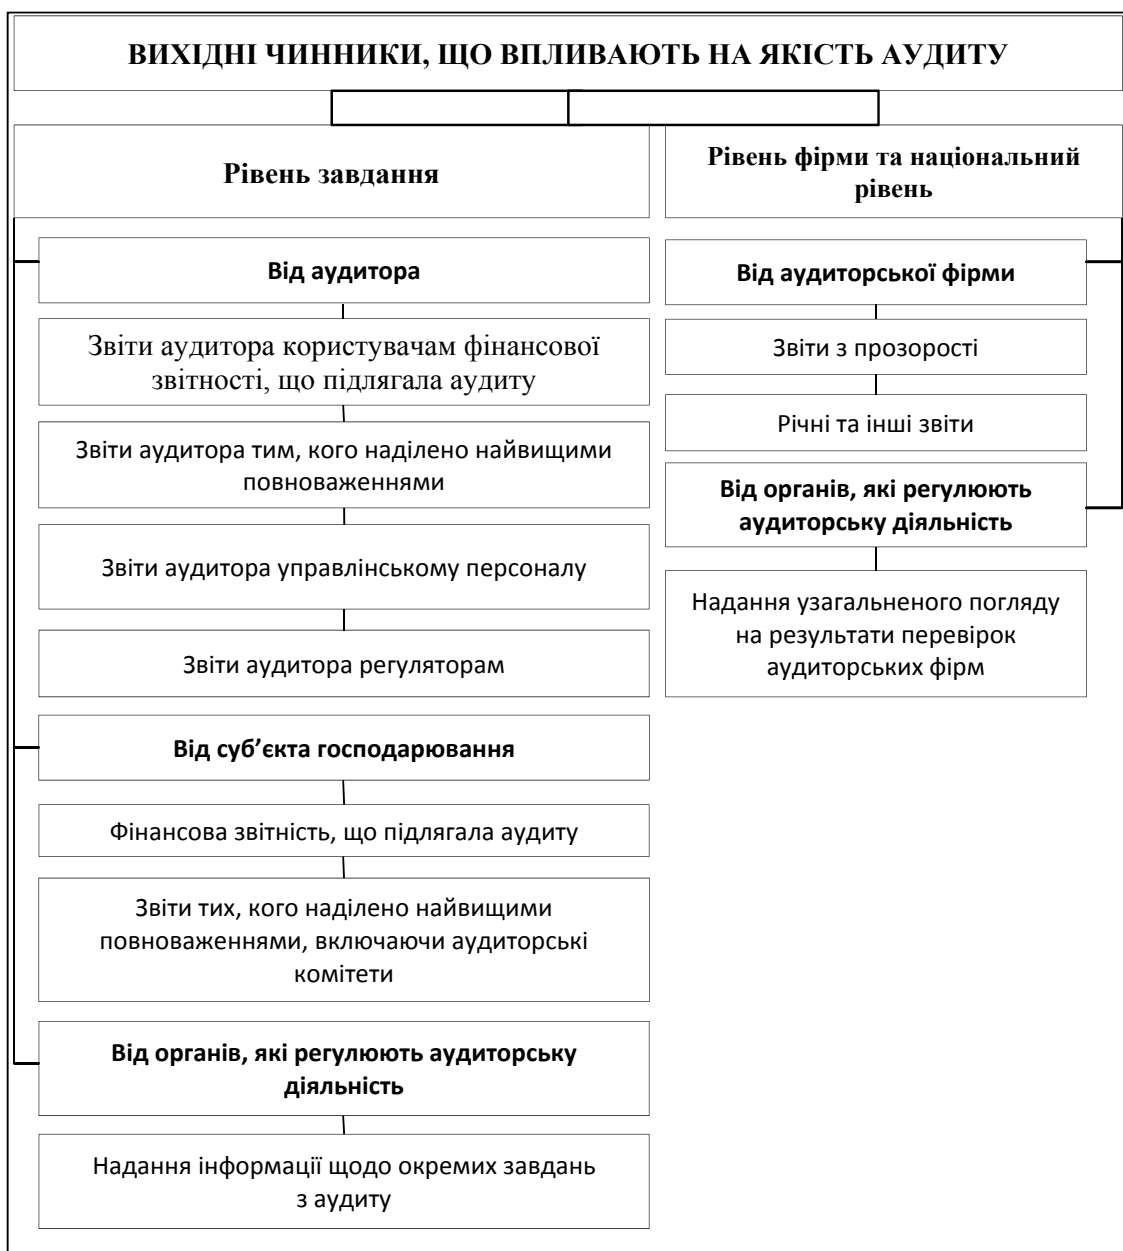 ВИХІДНІ ЧИННИКИ, ЩО ВПЛИВАЮТЬ НА ЯКІСТЬ АУДИТУ
Рівень завдання
Від аудитора
Звіти аудитора користувачам фінансової
звітності, що підлягала аудиту
Звіти аудитора тим, кого наділено найвищими
повноваженнями
Звіти аудитора управлінському персоналу
Звіти аудитора регуляторам
Від суб’єкта господарювання
Фінансова звітність, що підлягала аудиту
Звіти тих, кого наділено найвищими
повноваженнями, включаючи аудиторські
комітети
Від органів, які регулюють аудиторську
діяльність
Надання інформації щодо окремих завдань
з аудиту
Рівень фірми та національний
рівень
Від аудиторської фірми
Звіти з прозорості
Річні та інші звіти
Від органів, які регулюють
аудиторську діяльність
Надання узагальненого погляду
на результати перевірок
аудиторських фірм